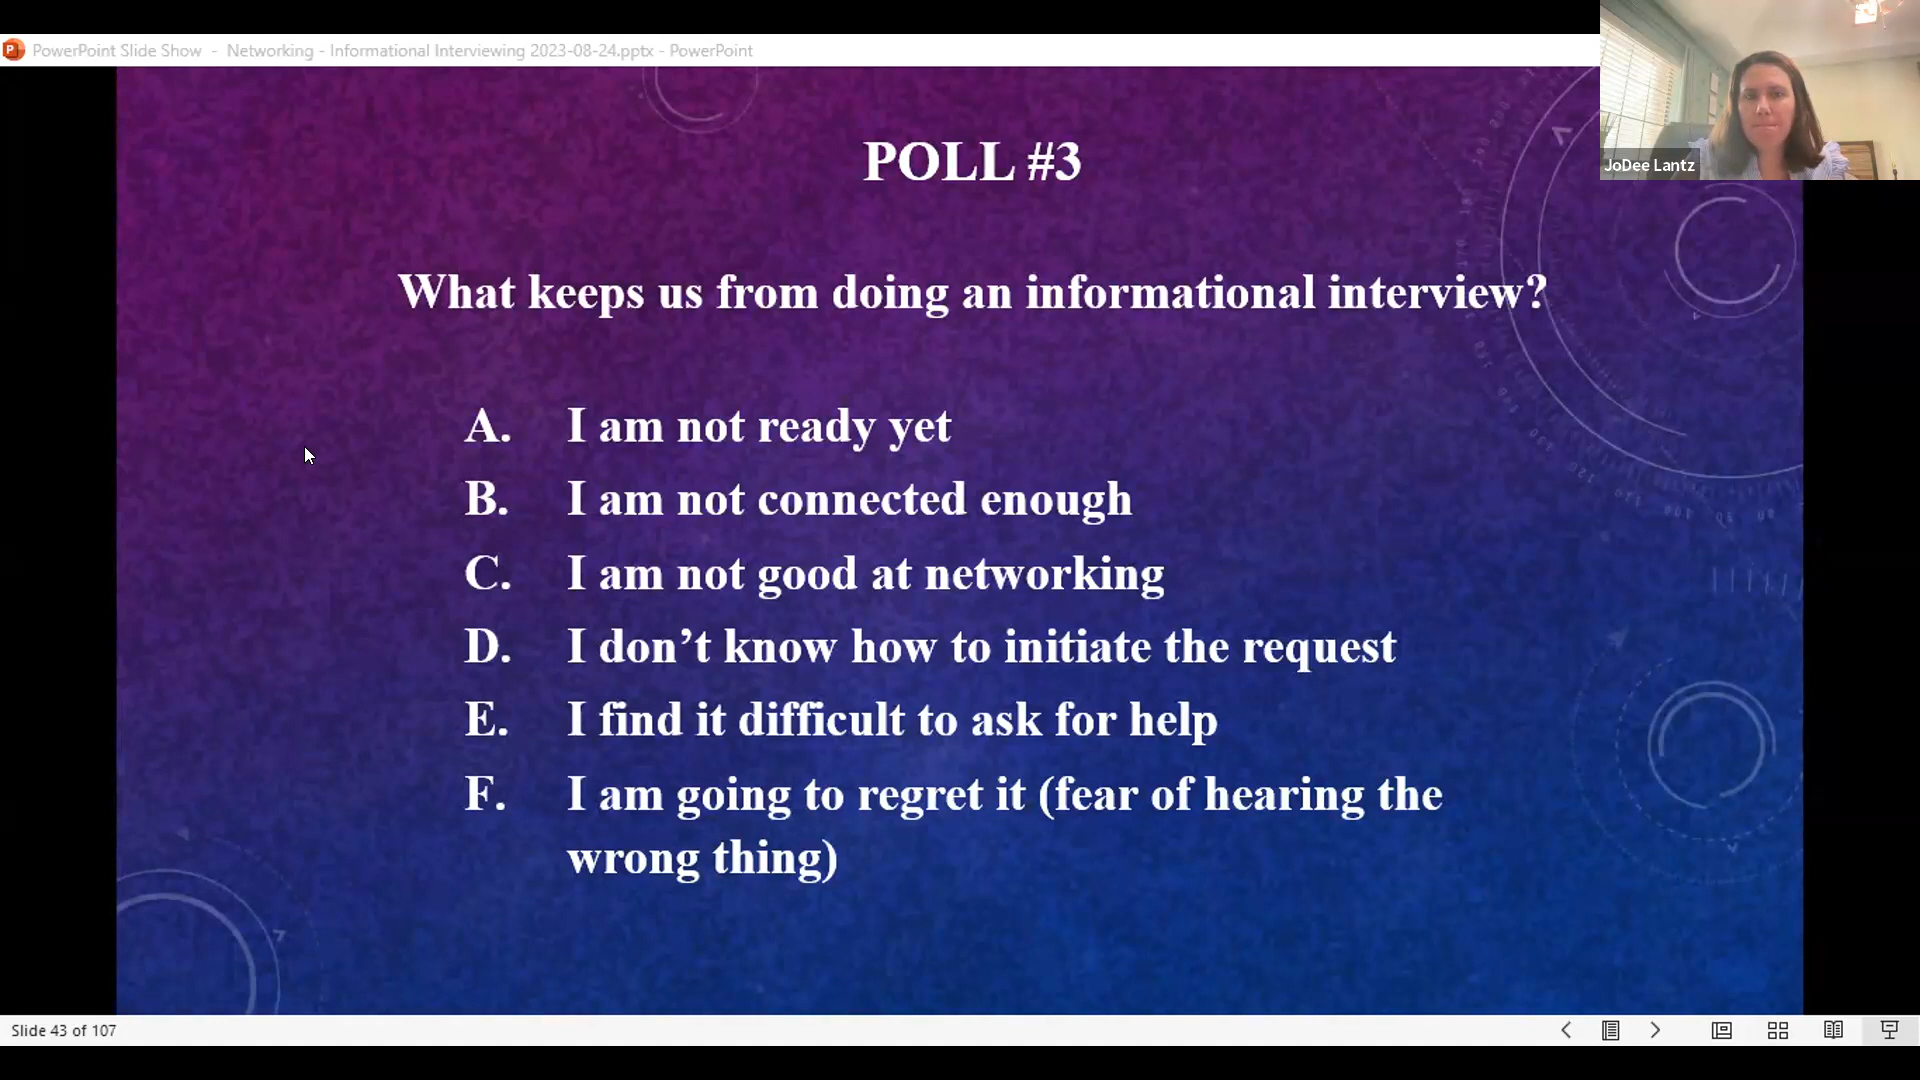 PowerPoint Slide Show - Networking - Informational Interviewing 2023-08-24.pptx - PowerPoint
JoDee Lantz
POLL #3
What keeps us from doing an informational interview?
A. I am not ready yet
B. I am not connected enough
C. I am not good at networking
D. I don’t know how to initiate the request
E. I find it difficult to ask for help
F. I am going to regret it (fear of hearing the
wrong thing)
Slide 43 of 107